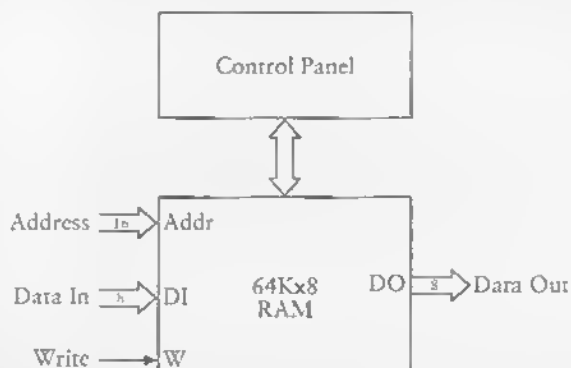 Control Panel
Address Addr
Data In DI
64Kx8
RAM
DO 8 Dara Out
Write W